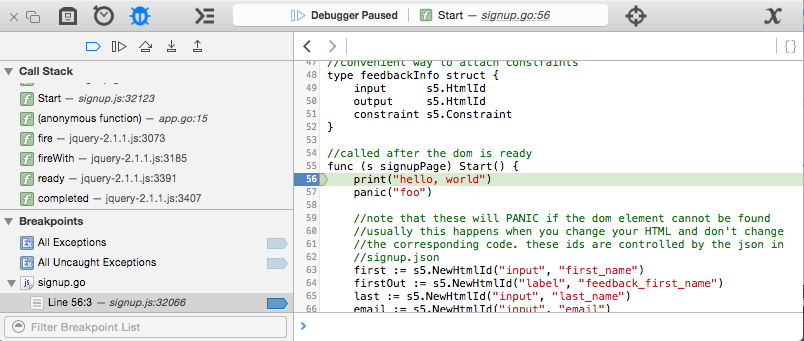 Debugger Paused
Start — signup.go:56
Call Stack
Start — signup.js:32123
(anonymous function) — app.go:15
fire — jquery-2.1.1.js:3073
fireWith — jquery-2.1.1.js:3185
ready — jquery-2.1.1.js:3391
completed — jquery-2.1.1.js:3407
Breakpoints
All Exceptions
All Uncaught Exceptions
signup.go
Line 56:3 — signup.js:32066
Filter Breakpoint List
{}
47 //convenient way to attach constraints
48 type feedbackInfo struct {
49 input s5.HtmlId
50 output s5.HtmlId
51 constraint s5.Constraint
52 }
53
54 //called after the dom is ready
55 func (s signupPage) Start() {
56 print("hello, world")
57 panic("foo")
58
59 //note that these will PANIC if the dom element cannot be found
60 //usually this happens when you change your HTML and don't change
61 //the corresponding code. these ids are controlled by the json in
62 //signup.json
63 first := s5.NewHtmlId("input", "first_name")
64 firstOut := s5.NewHtmlId("label", "feedback_first_name")
65 last := s5.NewHtmlId("input", "last_name")
66 email := s5.NewHtmlId("input", "email")